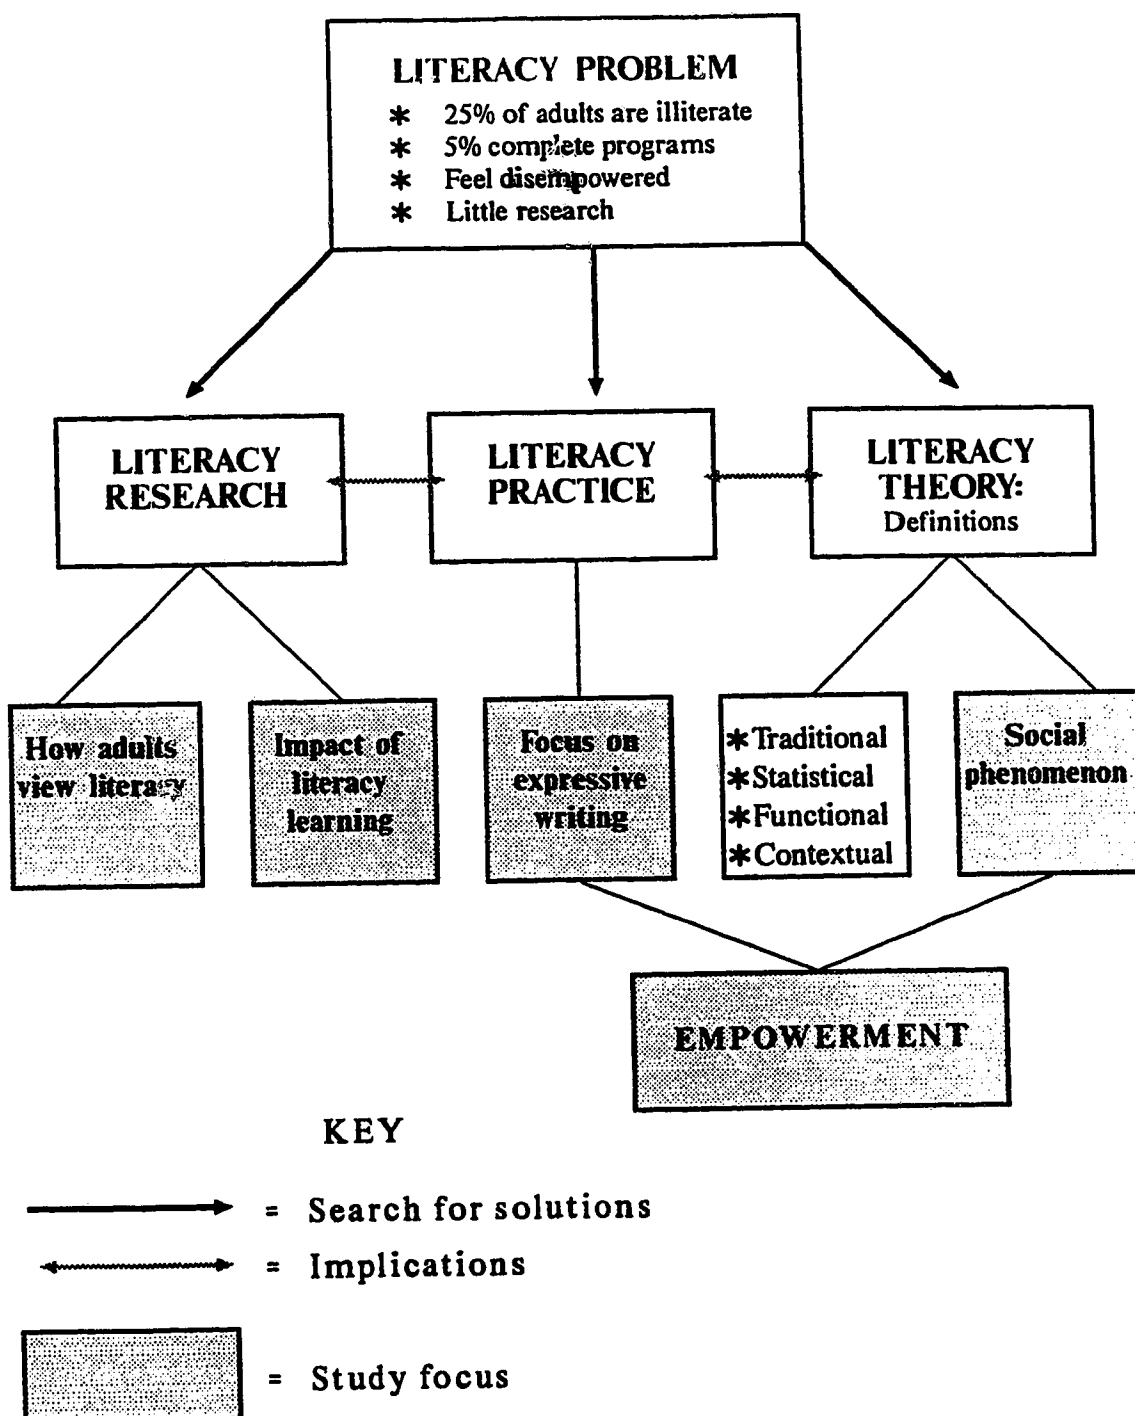 LITERACY PROBLEM
* 25% of adults are illiterate
* 5% complete programs
* Feel disempowered
* Little research
LITERACY
RESEARCH
LITERACY
PRACTICE
LITERACY
THEORY:
Definitions
How adults
view literacy
Impact of
literacy
learning
Focus on
expressive
writing
*Traditional
*Statistical
*Functional
*Contextual
Social
phenomenon
EMPOWERMENT
KEY
= Search for solutions
= Implications
= Study focus